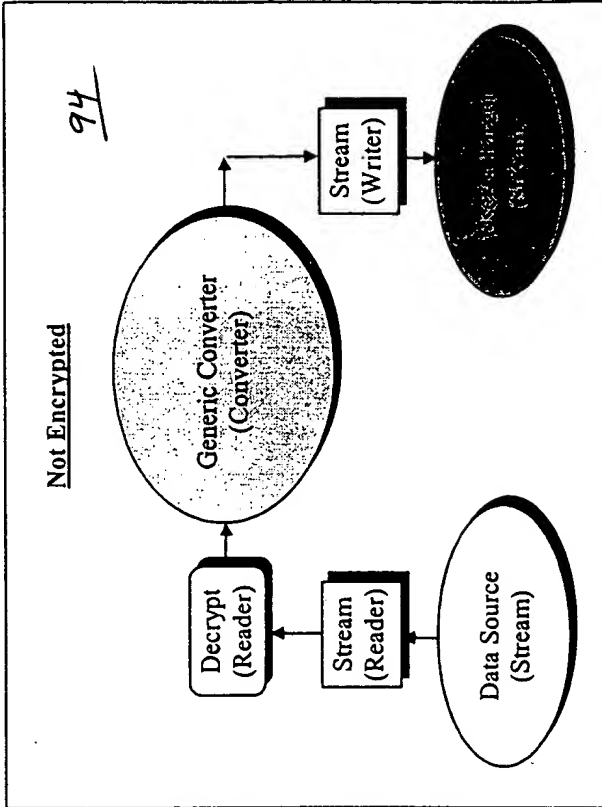 Not Encrypted
94
Decrypt
(Reader)
Generic Converter
(Converter)
Stream
(Reader)
Stream
(Writer)
Data Source
(Stream)